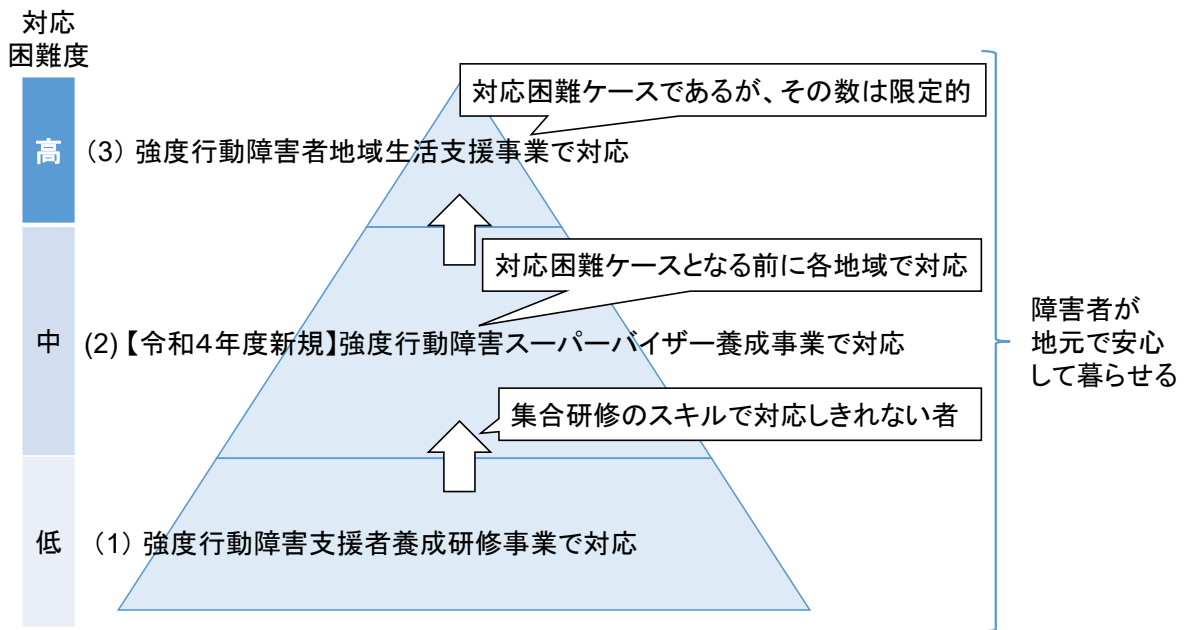 対応
困難度
対応困難ケースであるが、その数は限定的
高
（3） 強度行動障害者地域生活支援事業で対応
対応困難ケースとなる前に各地域で対応
中
(2)【令和４年度新規】強度行動障害スーパーバイザー養成事業で対応
障害者が
地元で安心
して暮らせる
集合研修のスキルで対応しきれない者
低
（1） 強度行動障害支援者養成研修事業で対応